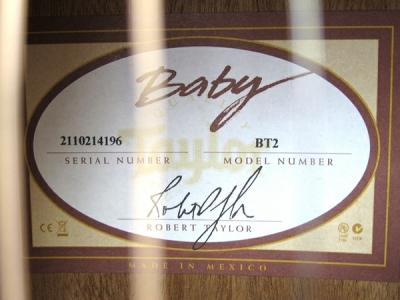 Baby
Taylor
2110214196 BT2
SERIAL NUMBER MODEL NUMBER
ROBERT TAYLOR
MADE IN MEXICO